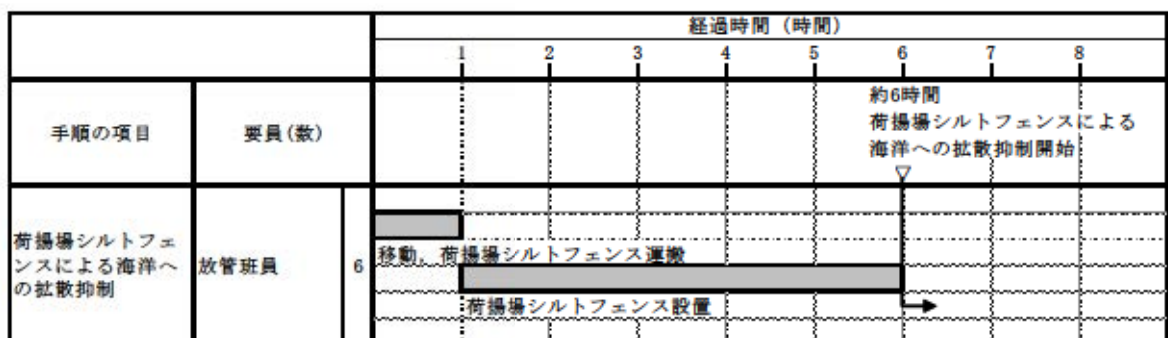 経過時間（時間）
1 2 3 4 5 6 7 8
手順の項目
要員(数)
約6時間
荷揚場シルトフェンスによる
海洋への拡散抑制開始
荷揚場シルトフェ
ンスによる海洋へ
の拡散抑制
放管班員
6
移動，荷揚場シルトフェンス運搬
荷揚場シルトフェンス設置